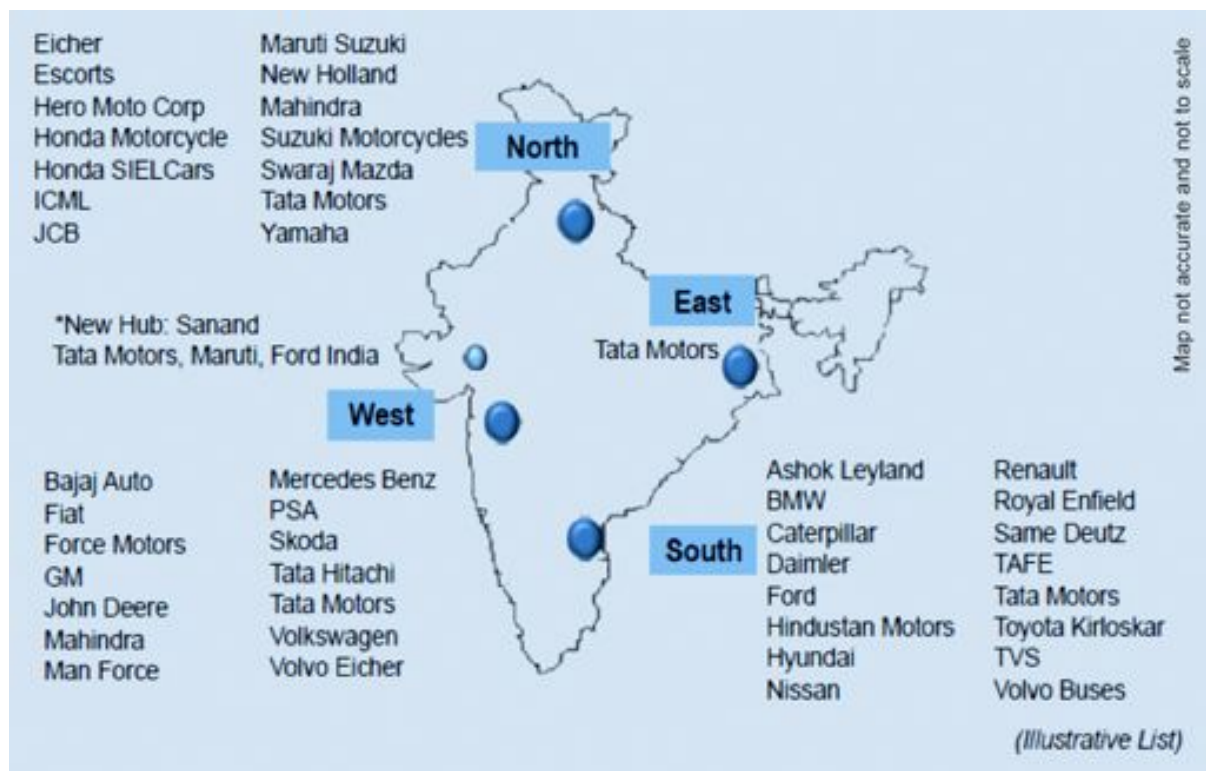 Eicher
Escorts
Hero Moto Corp
Honda Motorcycle
Honda SIELCars
ICML
JCB
Maruti Suzuki
New Holland
Mahindra
Suzuki Motorcycles
Swaraj Mazda
Tata Motors
Yamaha
North
Map not accurate and not to scale
East
Tata Motors
*New Hub: Sanand
Tata Motors, Maruti, Ford India
West
Bajaj Auto
Fiat
Force Motors
GM
John Deere
Mahindra
Man Force
Mercedes Benz
PSA
Skoda
Tata Hitachi
Tata Motors
Volkswagen
Volvo Eicher
South
Ashok Leyland
BMW
Caterpillar
Daimler
Ford
Hindustan Motors
Hyundai
Nissan
Renault
Royal Enfield
Same Deutz
TAFE
Tata Motors
Toyota Kirloskar
TVS
Volvo Buses
(Illustrative List)